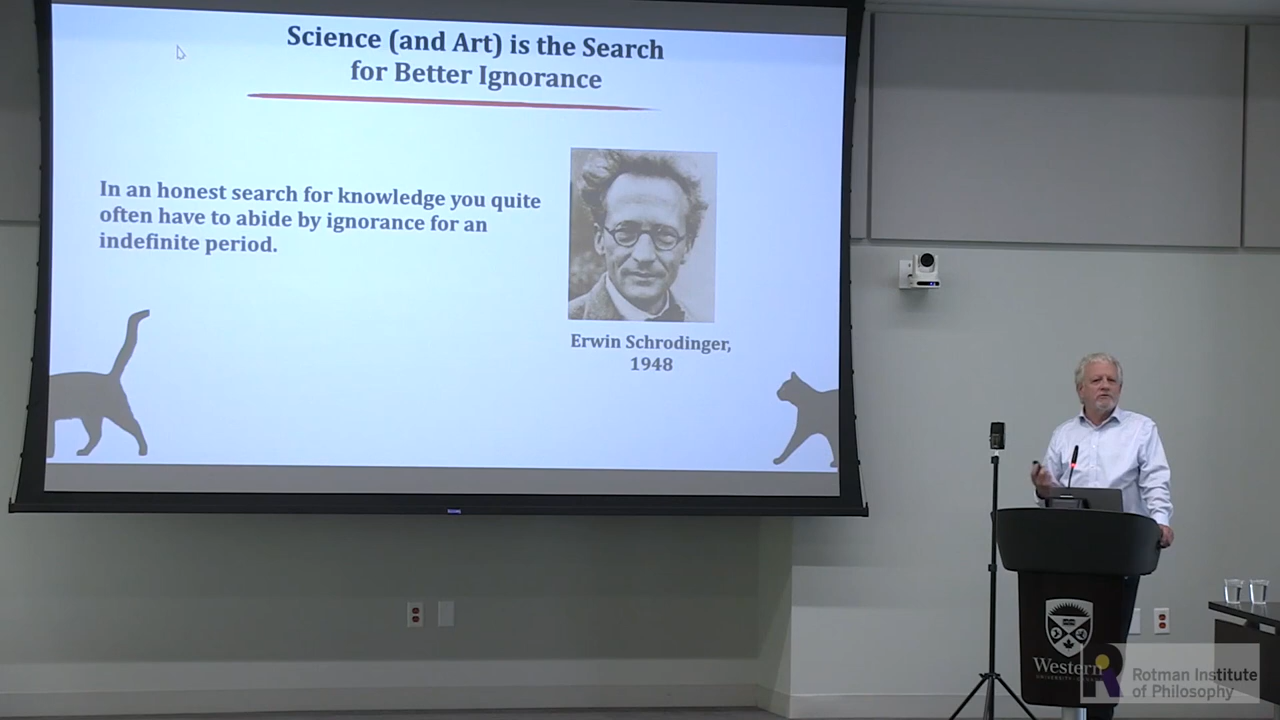 Science (and Art) is the Search
for Better Ignorance
In an honest search for knowledge you quite
often have to abide by ignorance for an
indefinite period.
Erwin Schrodinger,
1948
Western
Rotman Institute
of Philosophy